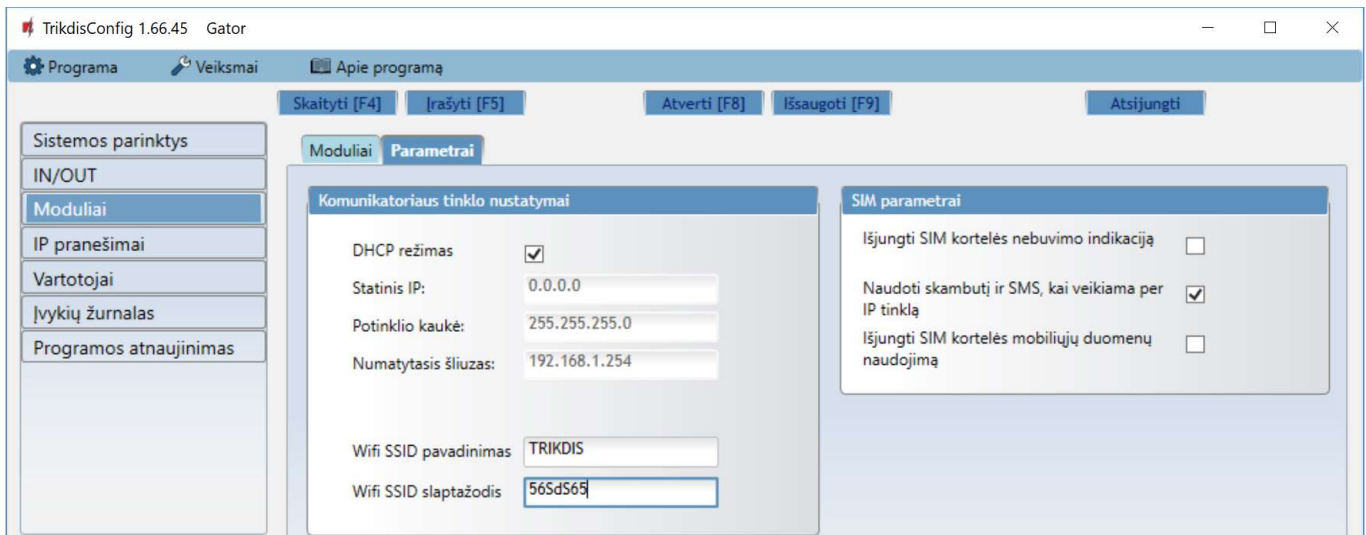 TrikdisConfig 1.66.45 Gator
Programa Veiksmai Apie programą
Skaityti [F4] Įrašyti [F5] Atverti [F8] Išsaugoti [F9] Atsijungti
Sistemos parinktys
IN/OUT
Moduliai
IP pranešimai
Vartotojai
Įvykių žurnalas
Programos atnaujinimas
Moduliai Parametrai
Komunikatoriaus tinklo nustatymai
DHCP režimas
Statinis IP: 0.0.0.0
Potinklio kaukė: 255.255.255.0
Numatytasis šliuzas: 192.168.1.254
Wifi SSID pavadinimas TRIKDIS
Wifi SSID slaptažodis 56SdS65
SIM parametrai
Išjungti SIM kortelės nebuvimo indikaciją
Naudoti skambutį ir SMS, kai veikiama per
IP tinklą
Išjungti SIM kortelės mobiliųjų duomenų
naudojimą